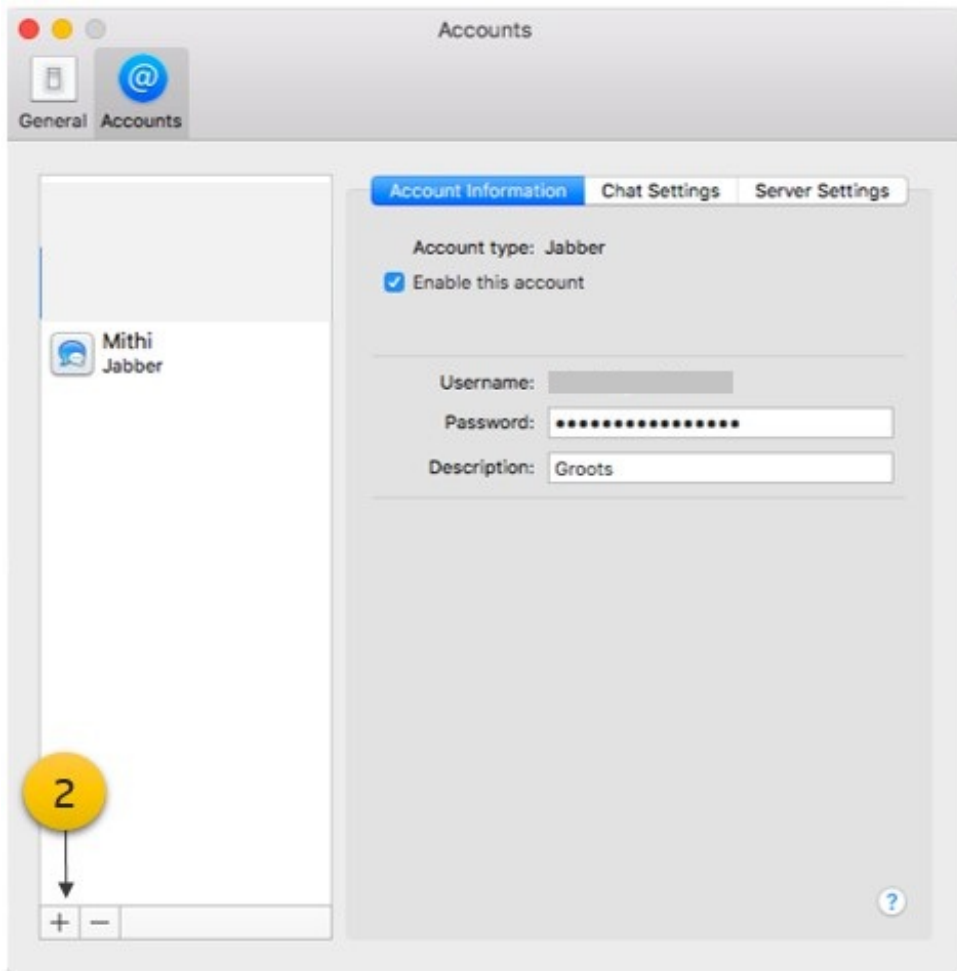 Accounts
General Accounts
Account Information Chat Settings Server Settings
Account type: Jabber
Enable this account
Mithi
Jabber
Username:
Password: ••••••••••••••••
Description: Groots
2
+ −
?